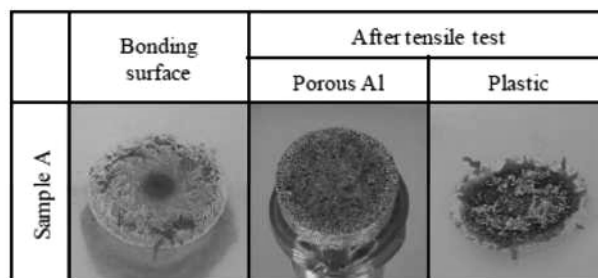 Bonding
surface
After tensile test
Porous Al
Plastic
Sample A